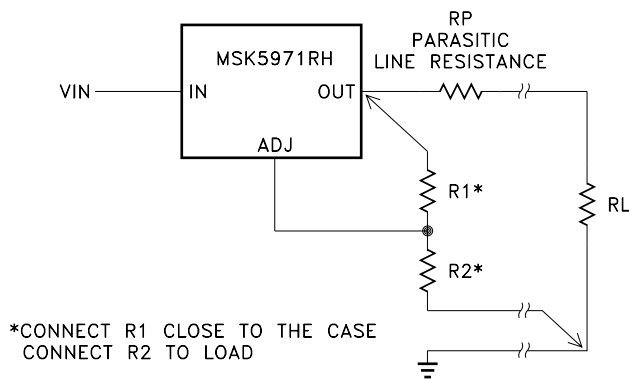 RP
PARASITIC
LINE RESISTANCE
MSK5971RH
VIN
IN
OUT
ADJ
R1*
RL
R2*
*CONNECT R1 CLOSE TO THE CASE
CONNECT R2 TO LOAD